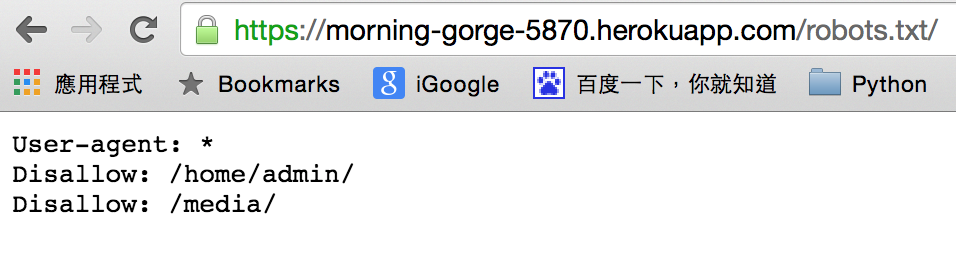 https://morning-gorge-5870.herokuapp.com/robots.txt/
應用程式 Bookmarks iGoogle 百度一下，你就知道 Python
User-agent: *
Disallow: /home/admin/
Disallow: /media/